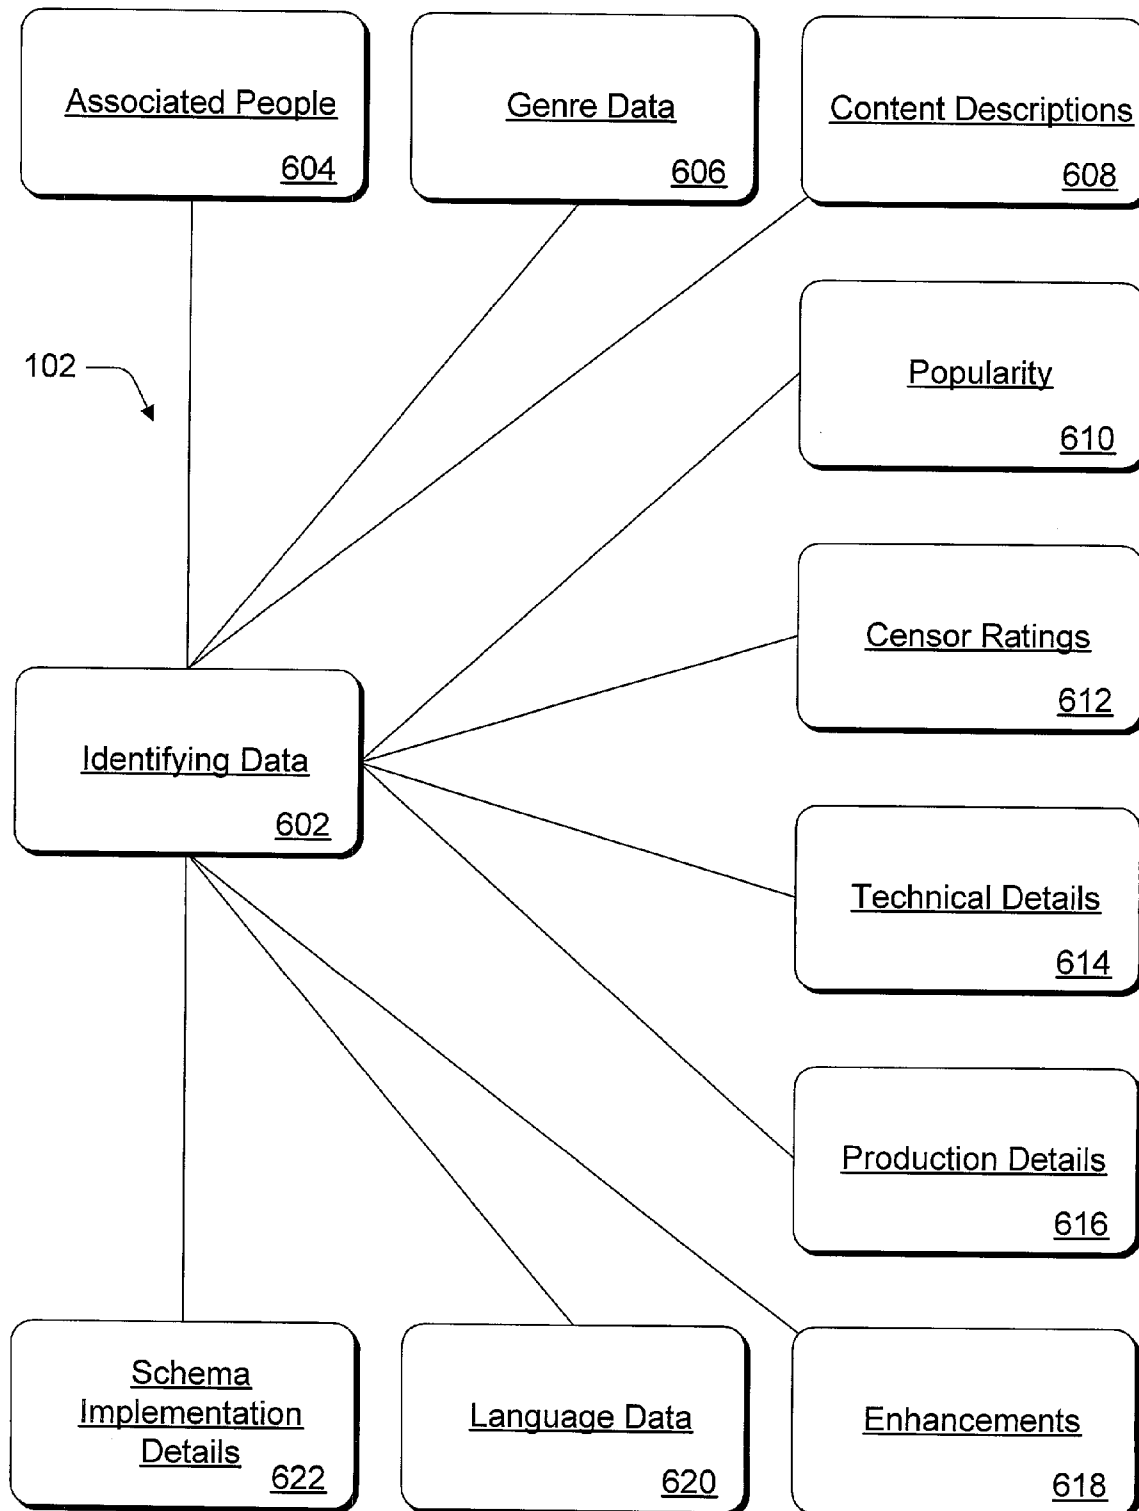 Associated People
604
Genre Data
606
Content Descriptions
608
Popularity
610
102
Censor Ratings
612
Identifying Data
602
Technical Details
614
Production Details
616
Schema
Implementation
Details
622
Language Data
620
Enhancements
618